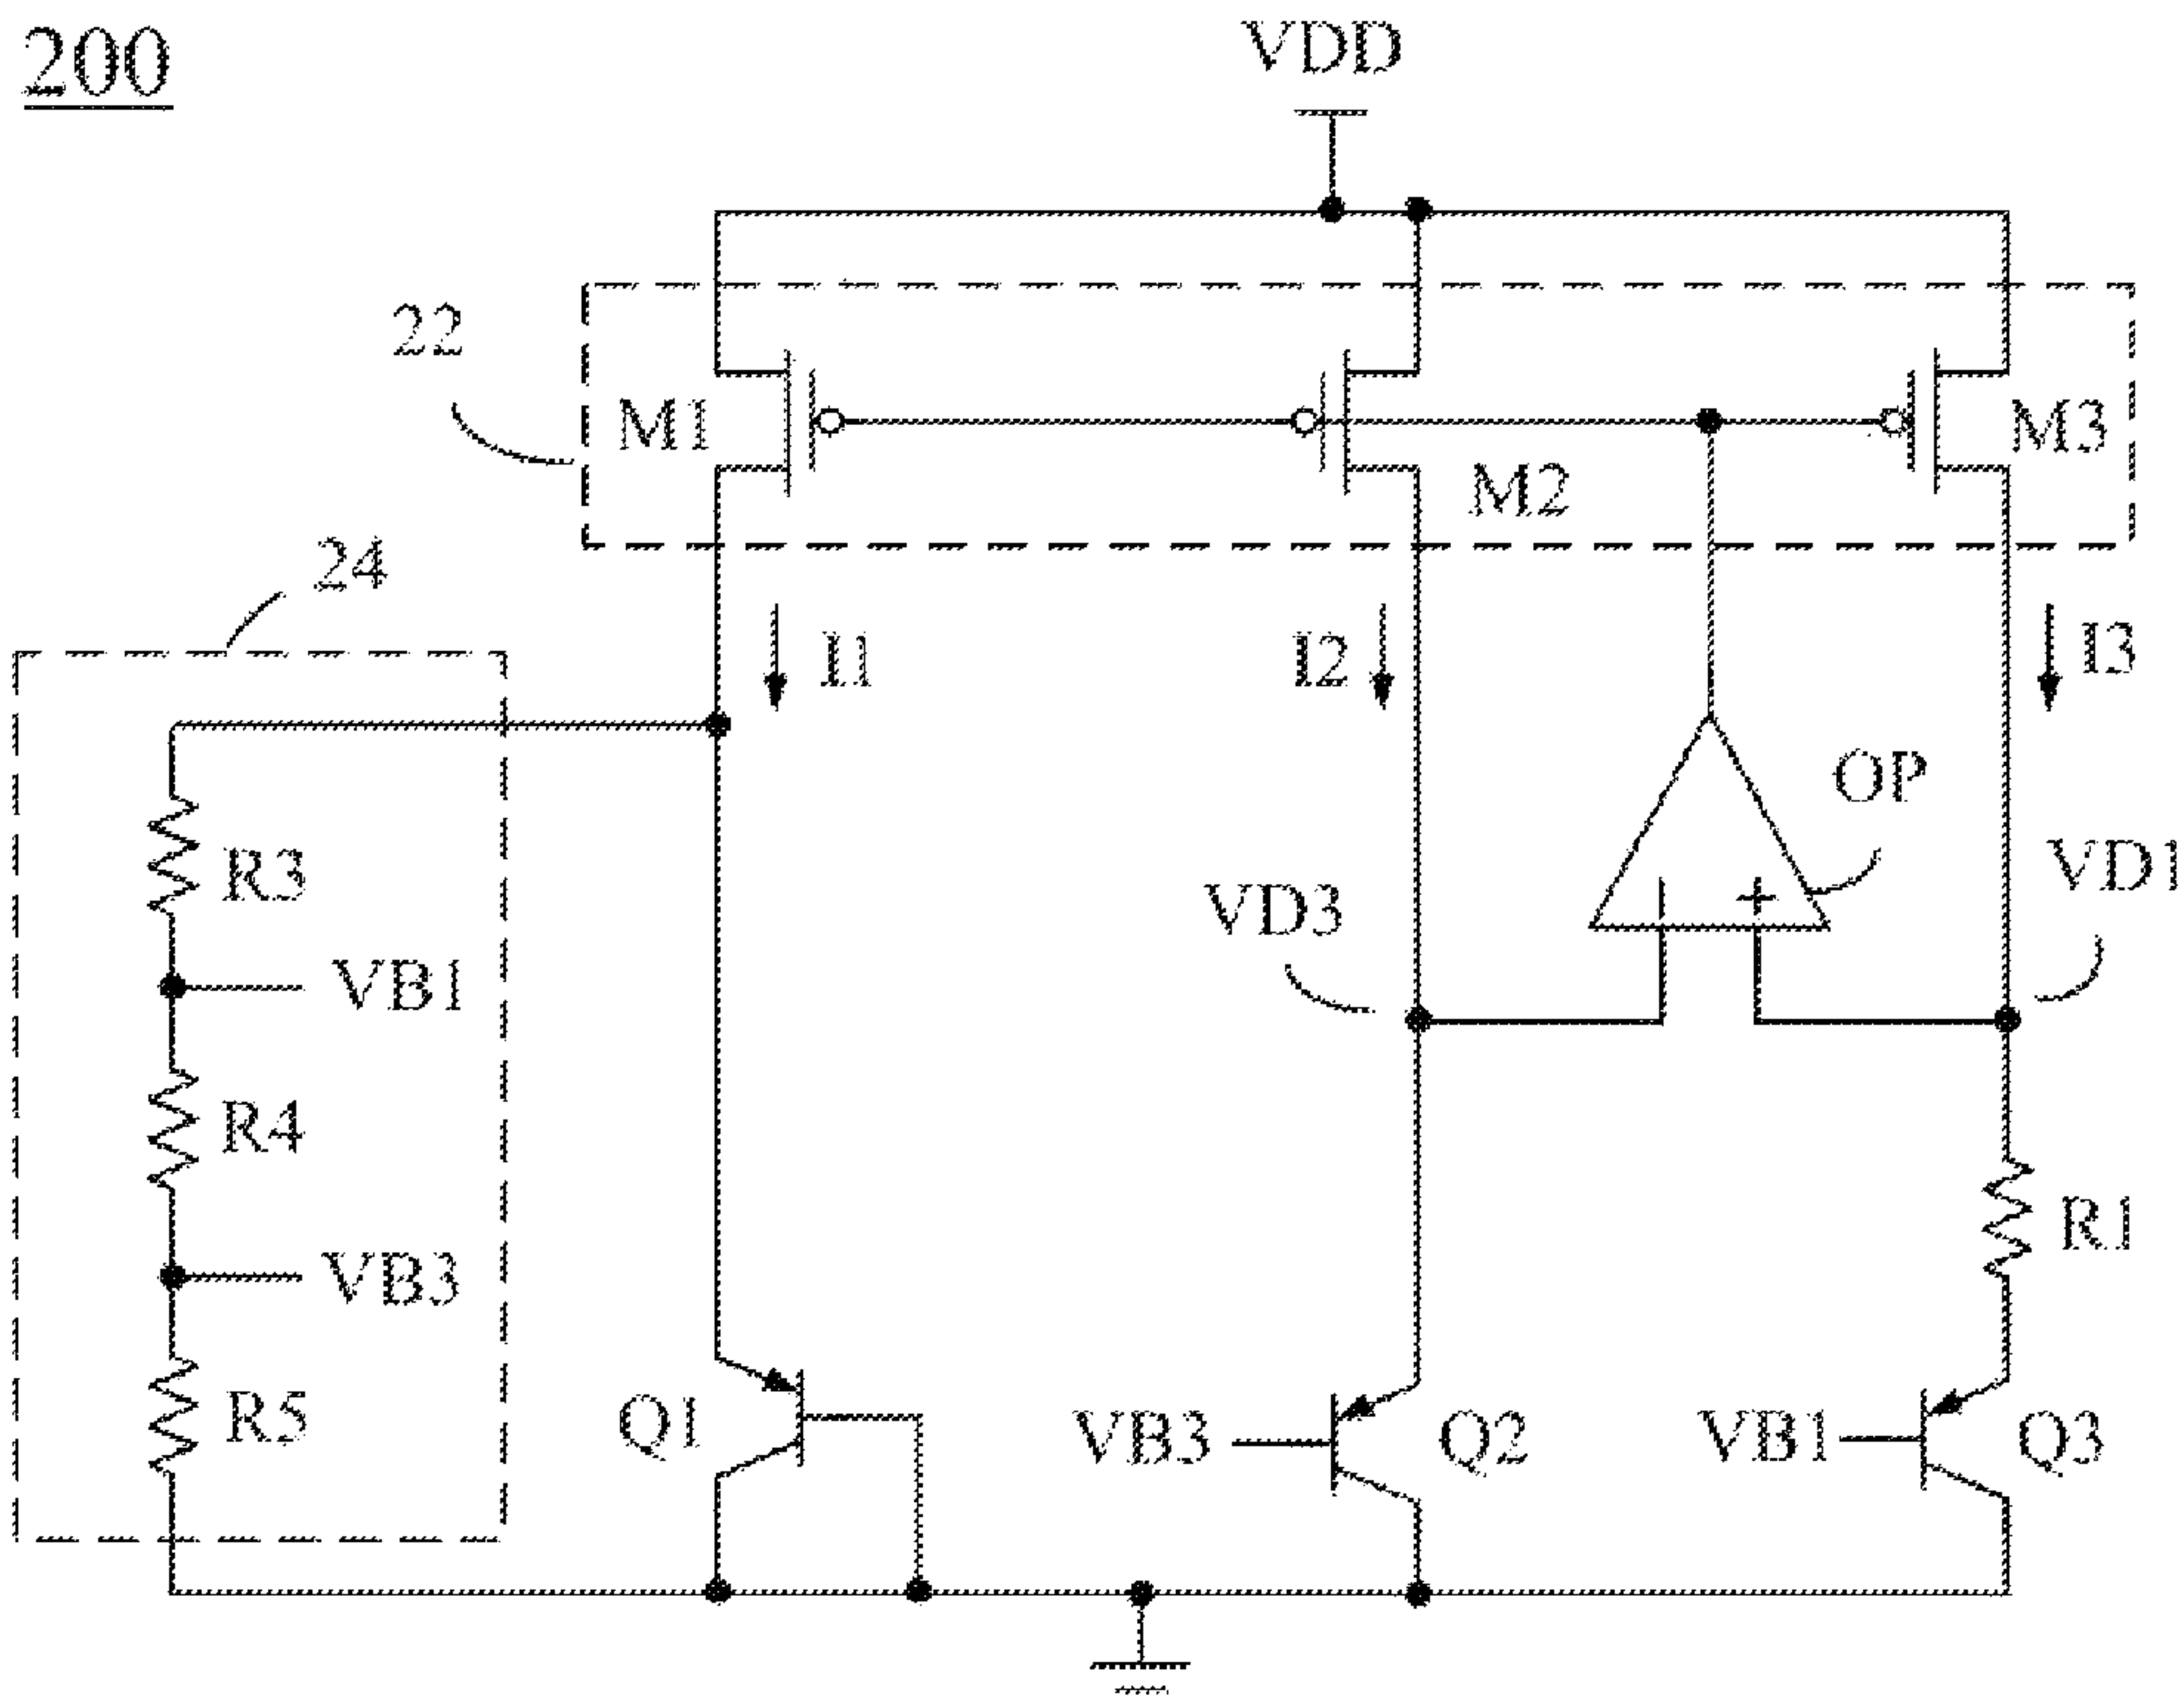 200
VDD
22
M1
M2
M3
24
I1
I2
I3
OP
R3
VD3
VD1
VB1
R4
R1
VB3
R5
Q1
VB3
Q2
VB1
Q3